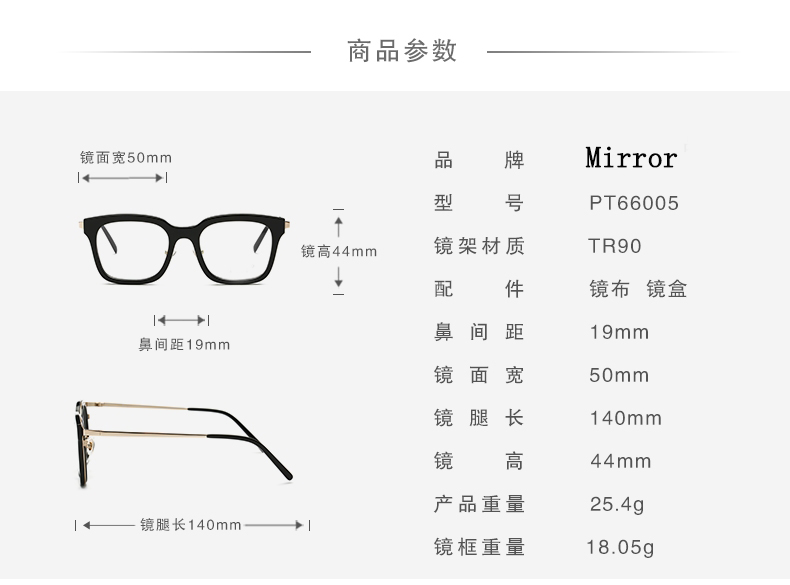 商品参数
镜面宽50mm
镜高44mm
鼻间距19mm
镜腿长140mm
品牌 Mirror
型号 PT66005
镜架材质 TR90
配件 镜布 镜盒
鼻间距 19mm
镜面宽 50mm
镜腿长 140mm
镜高 44mm
产品重量 25.4g
镜框重量 18.05g